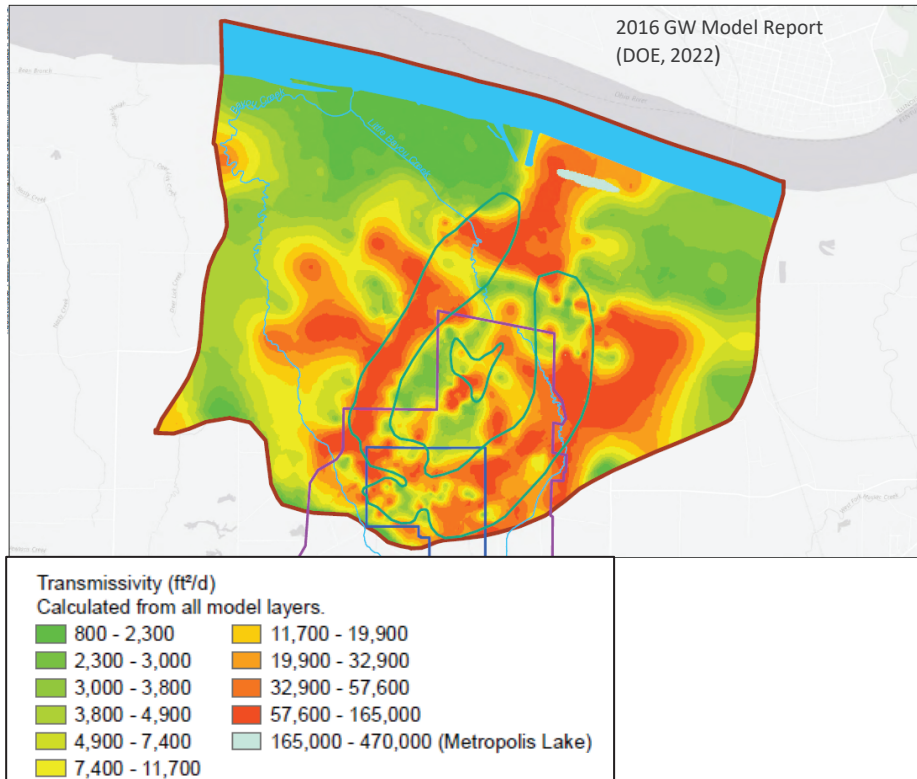 2016 GW Model Report
(DOE, 2022)
Transmissivity (ft²/d)
Calculated from all model layers.
800 - 2,300
2,300 - 3,000
3,000 - 3,800
3,800 - 4,900
4,900 - 7,400
7,400 - 11,700
11,700 - 19,900
19,900 - 32,900
32,900 - 57,600
57,600 - 165,000
165,000 - 470,000 (Metropolis Lake)